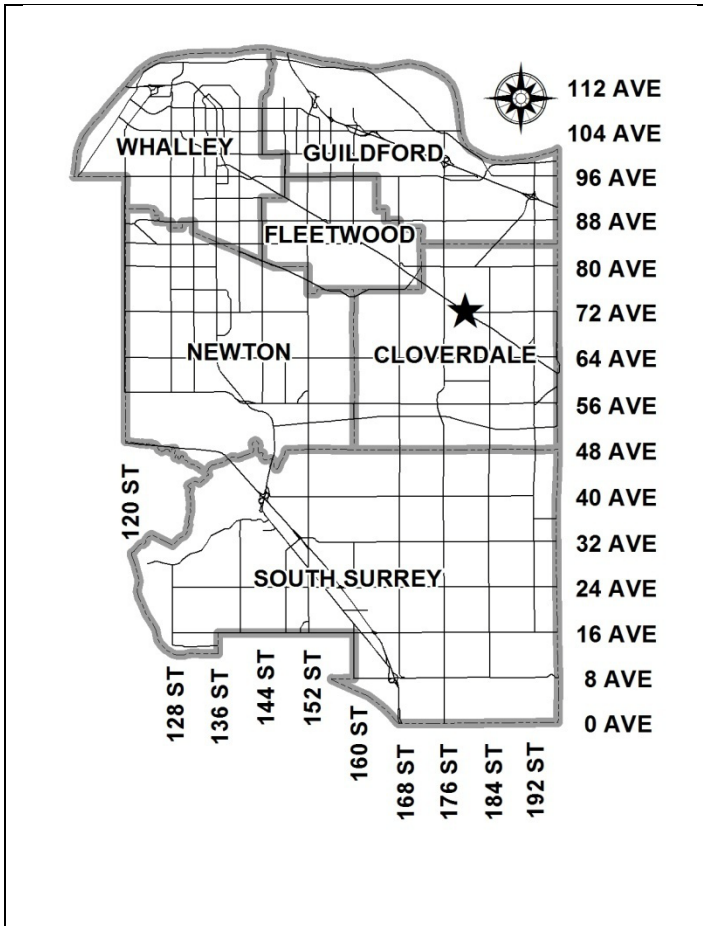 112 AVE
104 AVE
WHALLEY
GUILDFORD
96 AVE
88 AVE
FLEETWOOD
80 AVE
72 AVE
NEWTON
CLOVERDALE
64 AVE
56 AVE
48 AVE
120 ST
40 AVE
32 AVE
SOUTH SURREY
24 AVE
16 AVE
8 AVE
0 AVE
128 ST
136 ST
144 ST
152 ST
160 ST
168 ST
176 ST
184 ST
192 ST